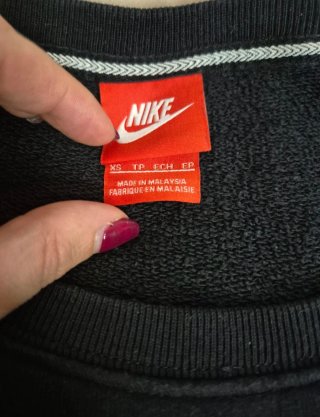 NIKE
XS TP ECH EP
MADE IN MALAYSIA
FABRIQUE EN MALAISIE